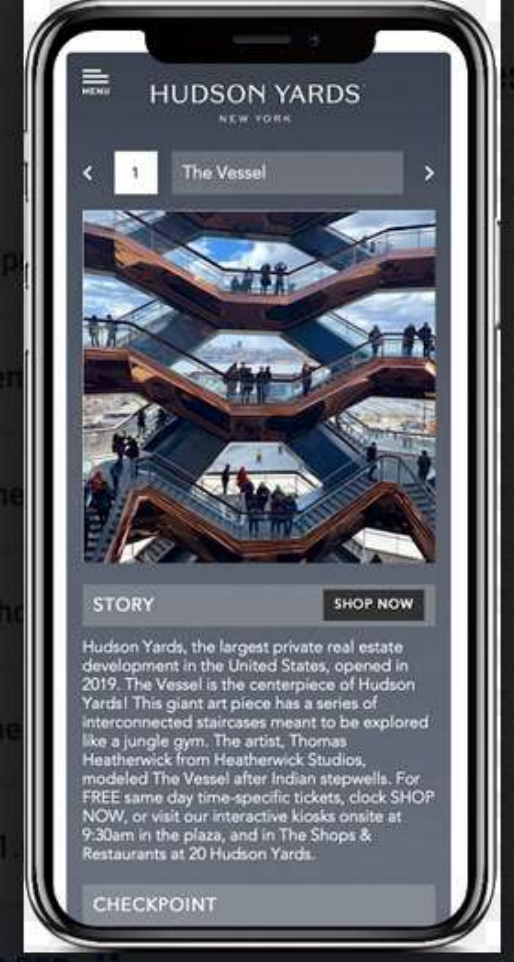 MENU
HUDSON YARDS
NEW YORK
1
The Vessel
STORY
SHOP NOW
Hudson Yards, the largest private real estate
development in the United States, opened in
2019. The Vessel is the centerpiece of Hudson
Yards! This giant art piece has a series of
interconnected staircases meant to be explored
like a jungle gym. The artist, Thomas
Heatherwick from Heatherwick Studios,
modeled The Vessel after Indian stepwells. For
FREE same day time-specific tickets, clock SHOP
NOW, or visit our interactive kiosks onsite at
9:30am in the plaza, and in The Shops &
Restaurants at 20 Hudson Yards.
CHECKPOINT